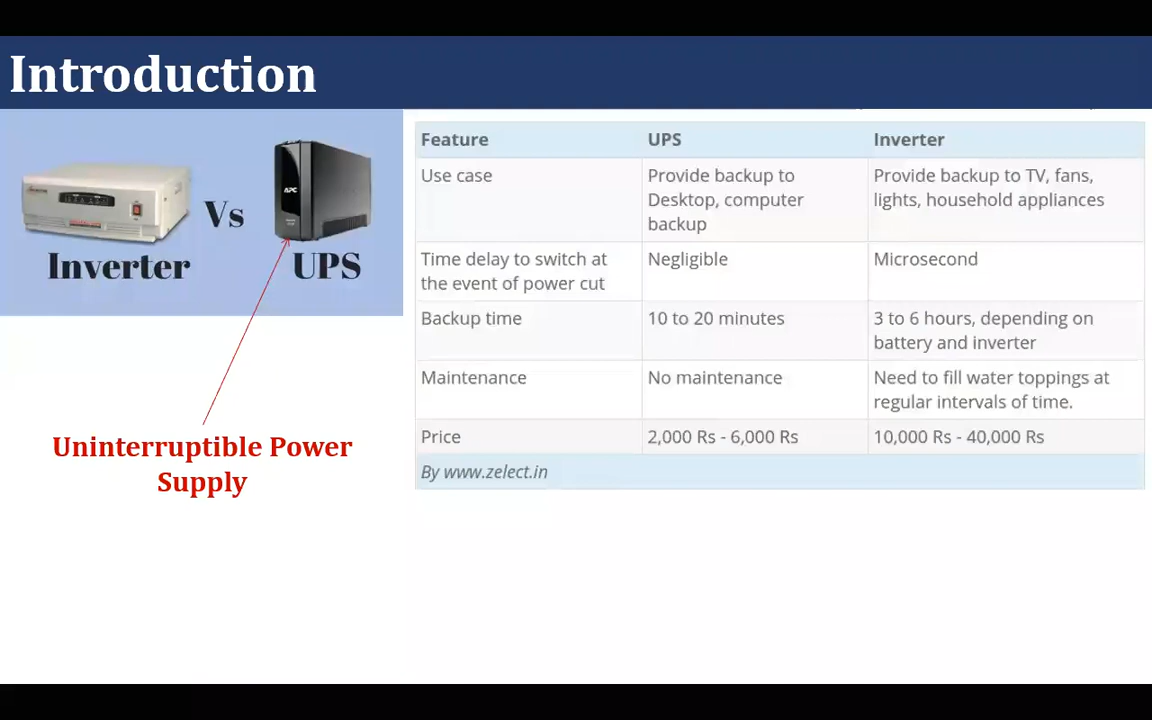 Introduction
Inverter
Vs
APC
UPS
Uninterruptible Power
Supply
Feature UPS Inverter
Use case Provide backup to Desktop, computer backup Provide backup to TV, fans, lights, household appliances
Time delay to switch at the event of power cut Negligible Microsecond
Backup time 10 to 20 minutes 3 to 6 hours, depending on battery and inverter
Maintenance No maintenance Need to fill water toppings at regular intervals of time.
Price 2,000 Rs - 6,000 Rs 10,000 Rs - 40,000 Rs
By www.zelect.in